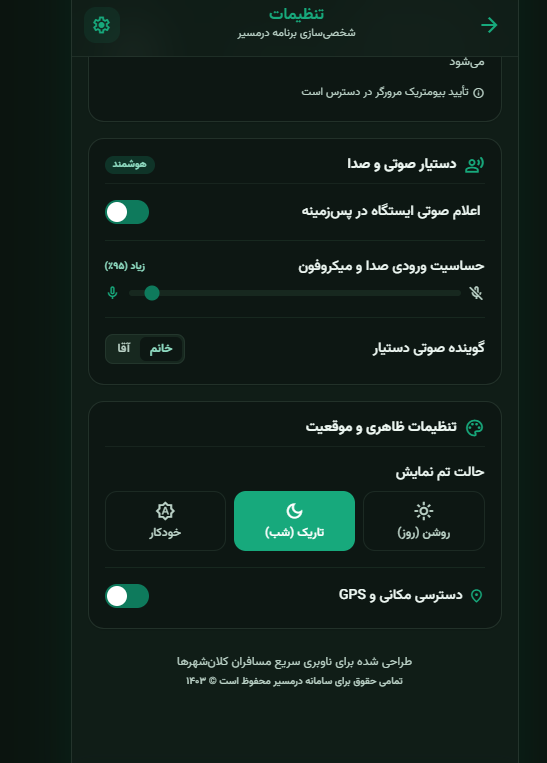 تنظیمات
شخصی‌سازی برنامه درمسیر
می‌شود
تأیید بیومتریک مرورگر در دسترس است
دستیار صوتی و صدا
هوشمند
اعلام صوتی ایستگاه در پس‌زمینه
حساسیت ورودی صدا و میکروفون
زیاد (۹۵٪)
گوینده صوتی دستیار
خانم
آقا
تنظیمات ظاهری و موقعیت
حالت تم نمایش
روشن (روز)
تاریک (شب)
خودکار
دسترسی مکانی و GPS
طراحی شده برای ناوبری سریع مسافران کلان‌شهرها
تمامی حقوق برای سامانه درمسیر محفوظ است © ۱۴۰۳